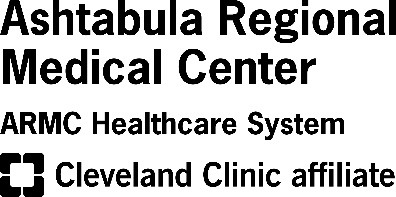 Ashtabula Regional
Medical Center
ARMC Healthcare System
Cleveland Clinic affiliate